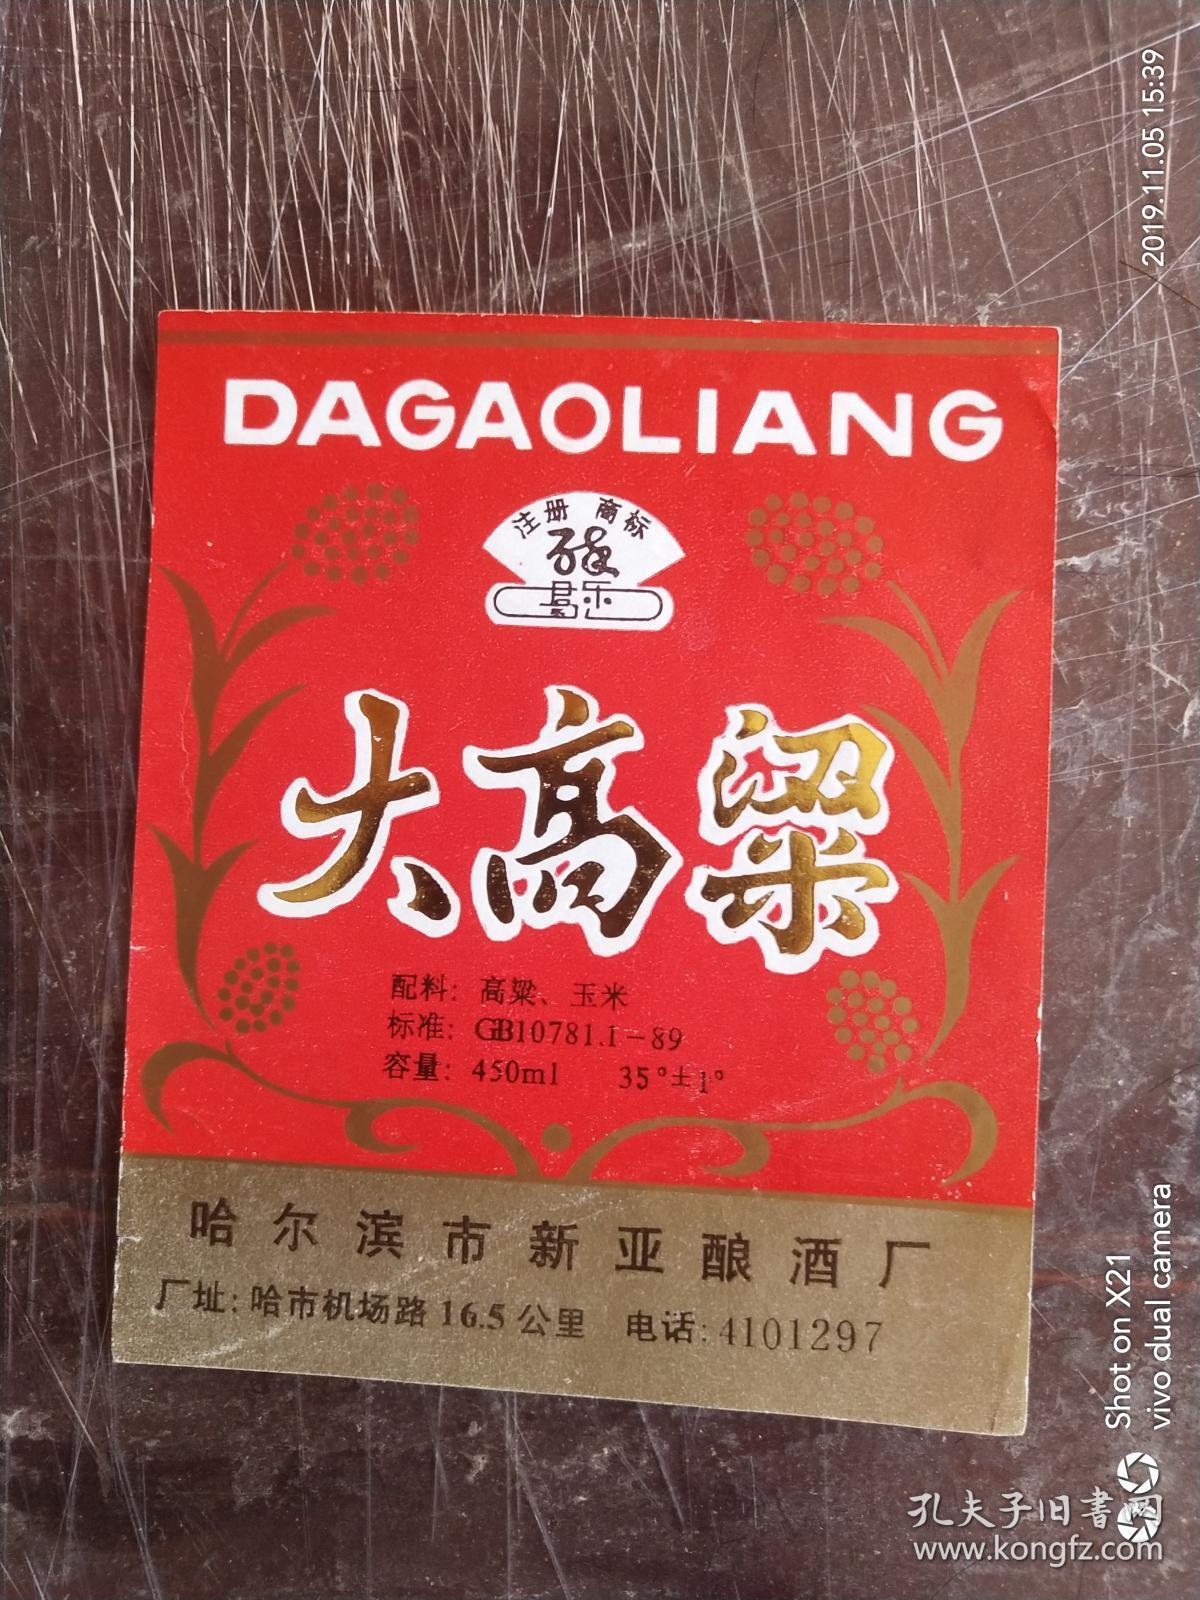 DAGAOLIANG
注册 商标
大高粱
配料：高粱、玉米
标准：GB10781.1-89
容量：450ml 35°±1°
哈尔滨市新亚酿酒厂
厂址：哈市机场路16.5公里 电话：4101297
2019.11.05 15:39
Shot on X21
vivo dual camera
孔夫子旧书网
www.kongfz.com